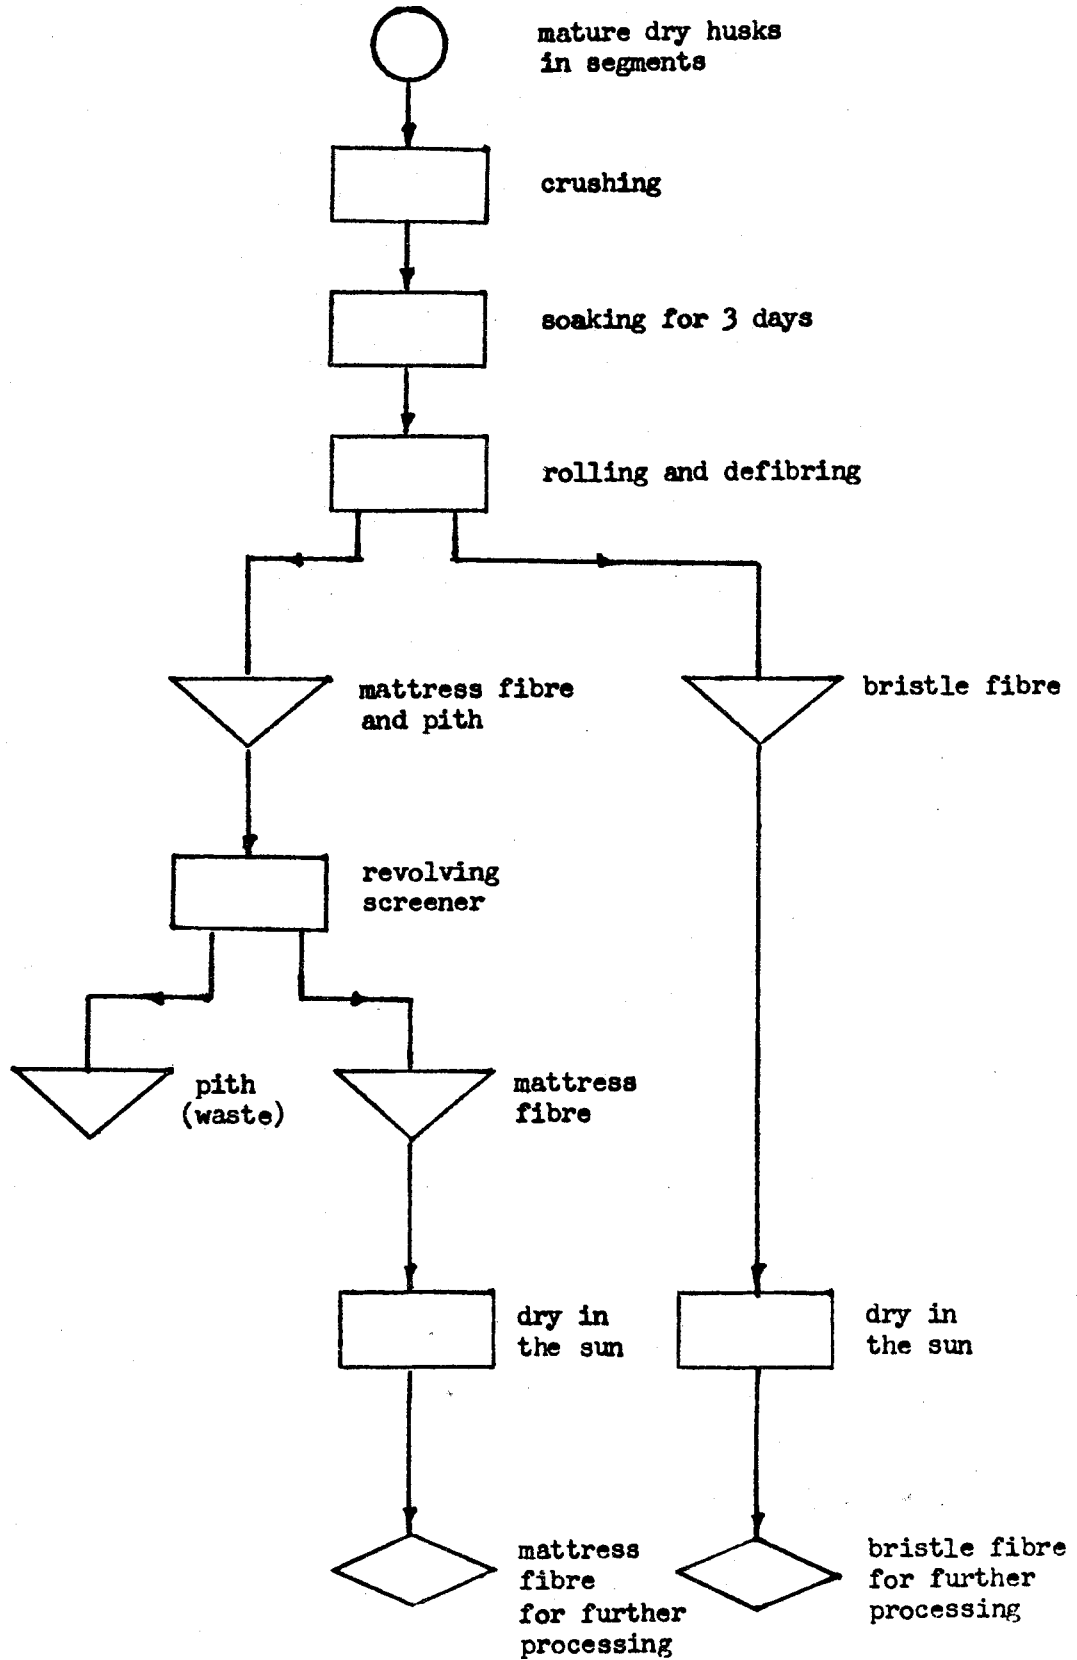 mature dry husks
in segments
crushing
soaking for 3 days
rolling and defibring
mattress fibre
and pith
bristle fibre
revolving
screener
pith
(waste)
mattress
fibre
dry in
the sun
dry in
the sun
mattress
fibre
for further
processing
bristle fibre
for further
processing